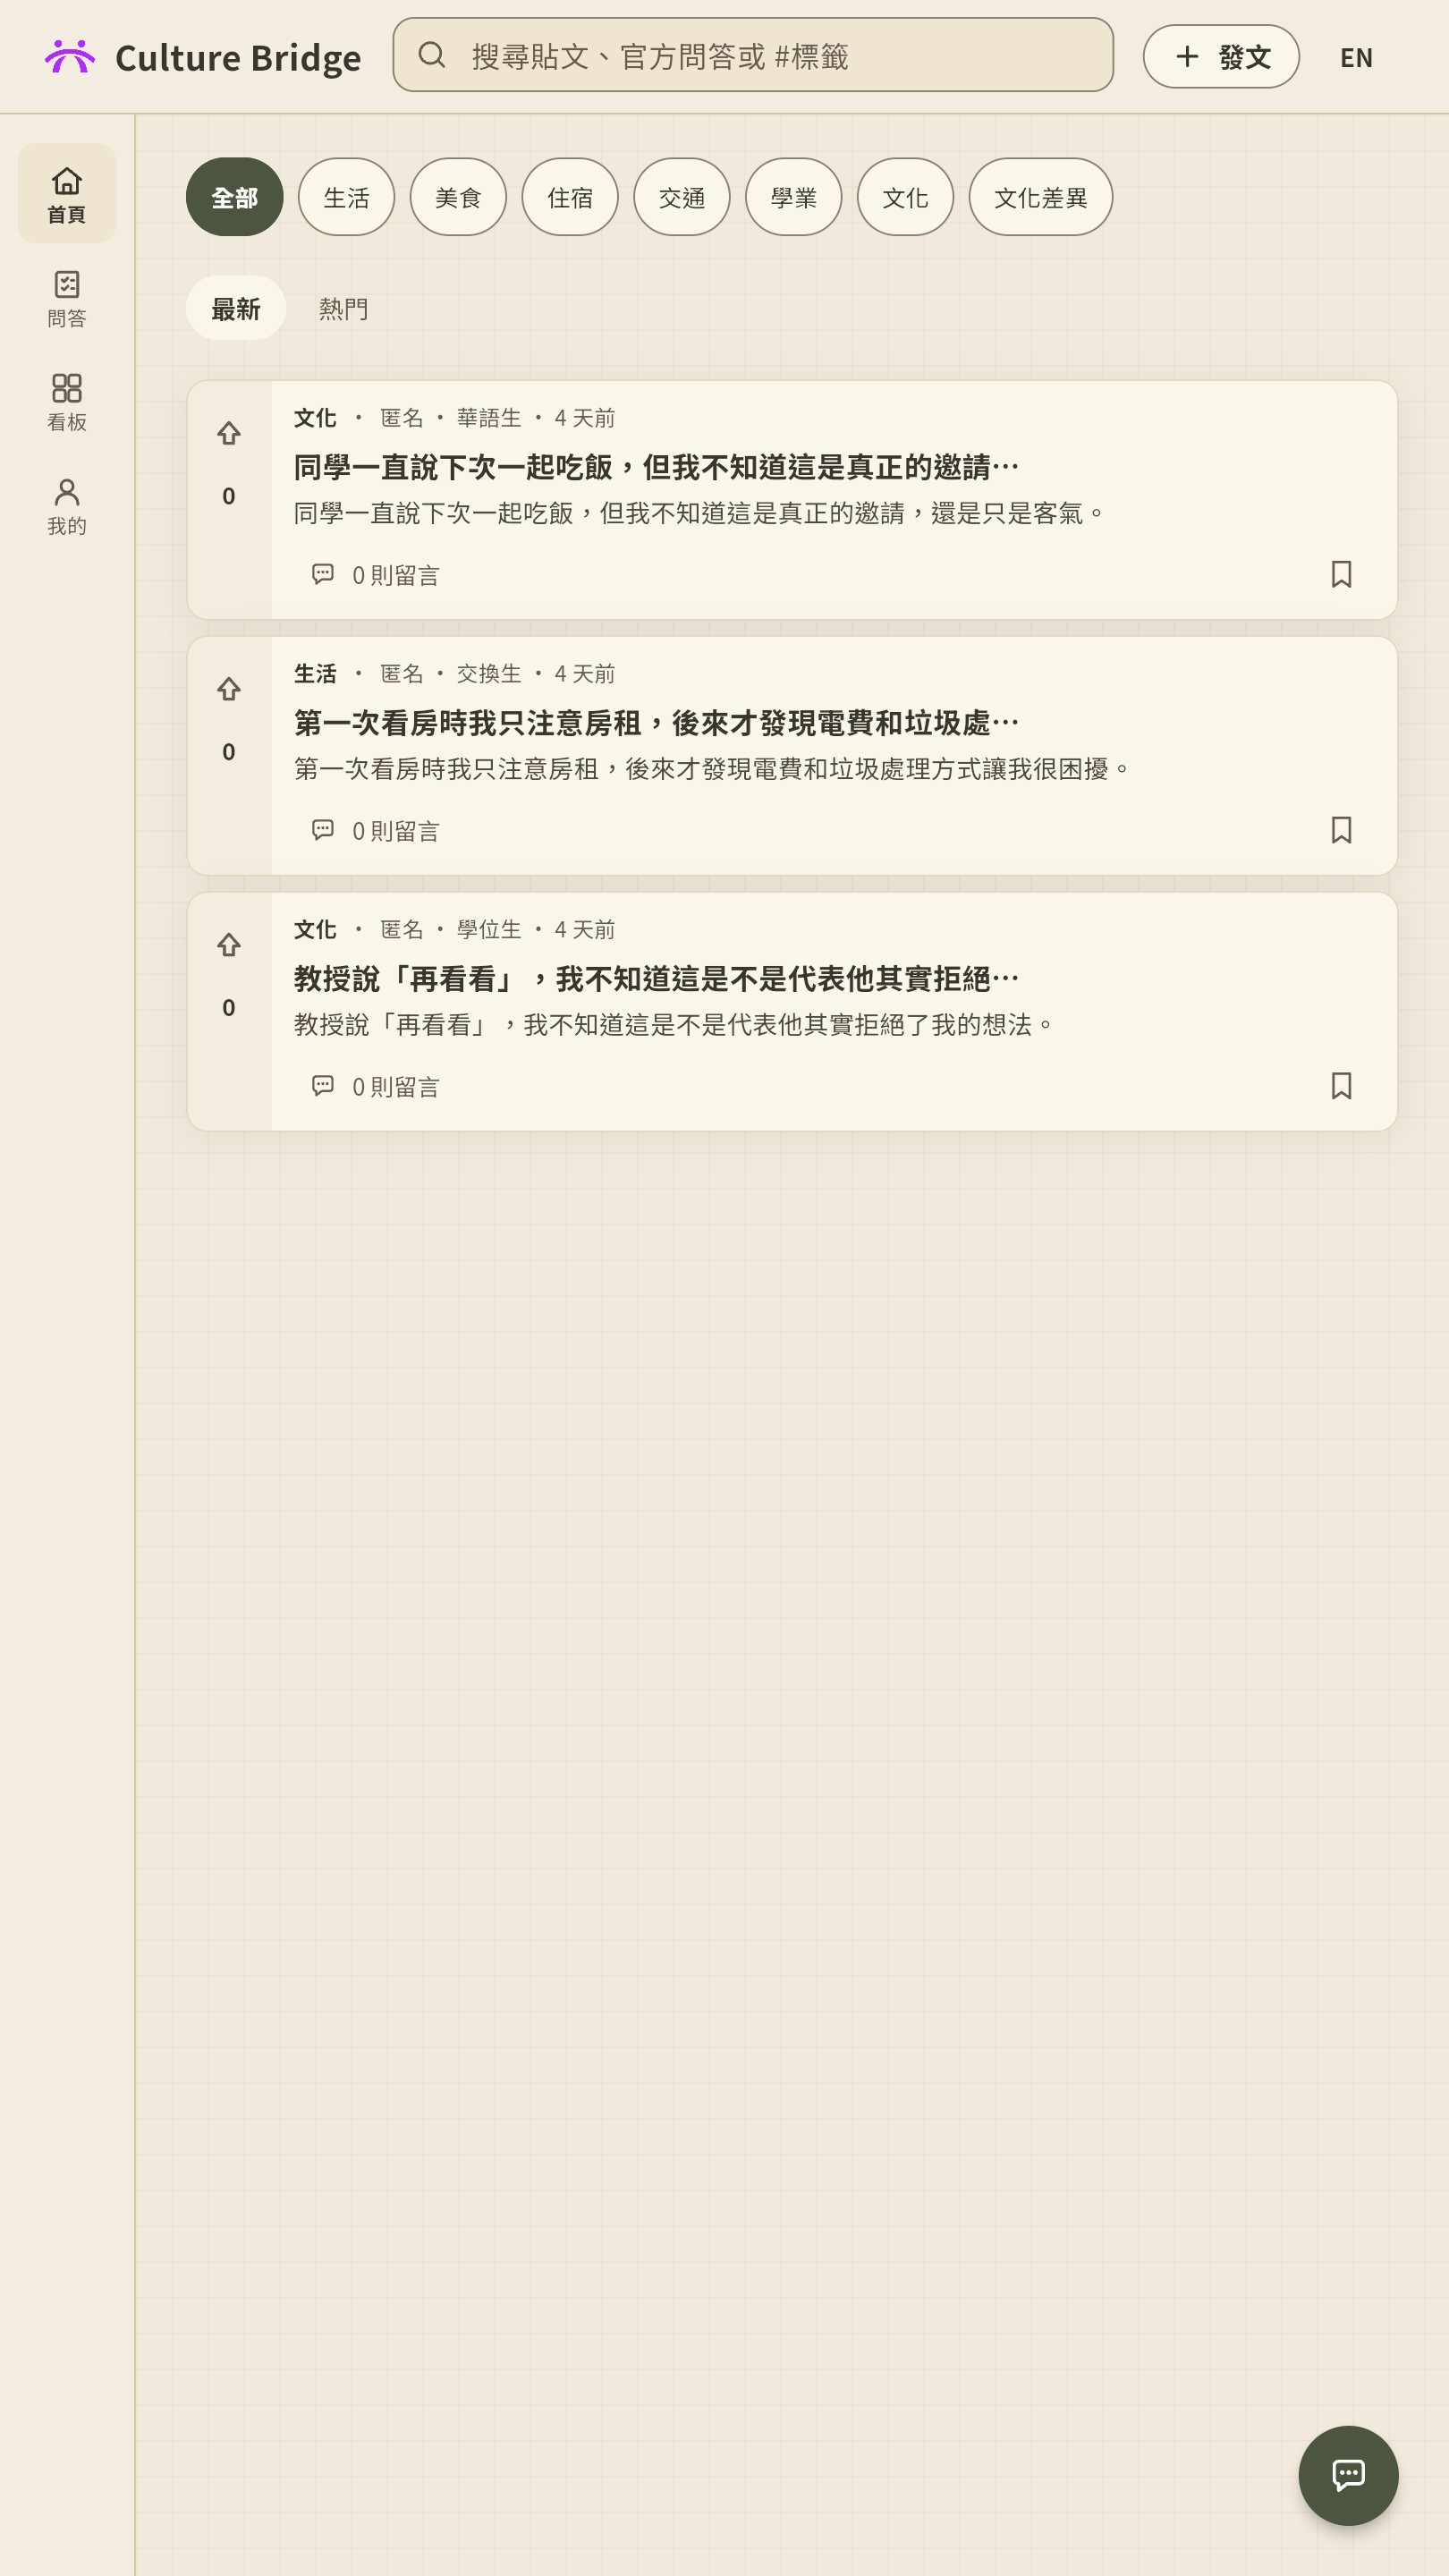 Culture Bridge
搜尋貼文、官方問答或 #標籤
發文
EN
首頁
問答
看板
我的
全部 生活 美食 住宿 交通 學業 文化 文化差異
最新 熱門
文化 • 匿名 • 華語生 • 4 天前
同學一直說下次一起吃飯，但我不知道這是真正的邀請…
同學一直說下次一起吃飯，但我不知道這是真正的邀請，還是只是客氣。
0
0 則留言
生活 • 匿名 • 交換生 • 4 天前
第一次看房時我只注意房租，後來才發現電費和垃圾處…
第一次看房時我只注意房租，後來才發現電費和垃圾處理方式讓我很困擾。
0
0 則留言
文化 • 匿名 • 學位生 • 4 天前
教授說「再看看」，我不知道這是不是代表他其實拒絕…
教授說「再看看」，我不知道這是不是代表他其實拒絕了我的想法。
0
0 則留言